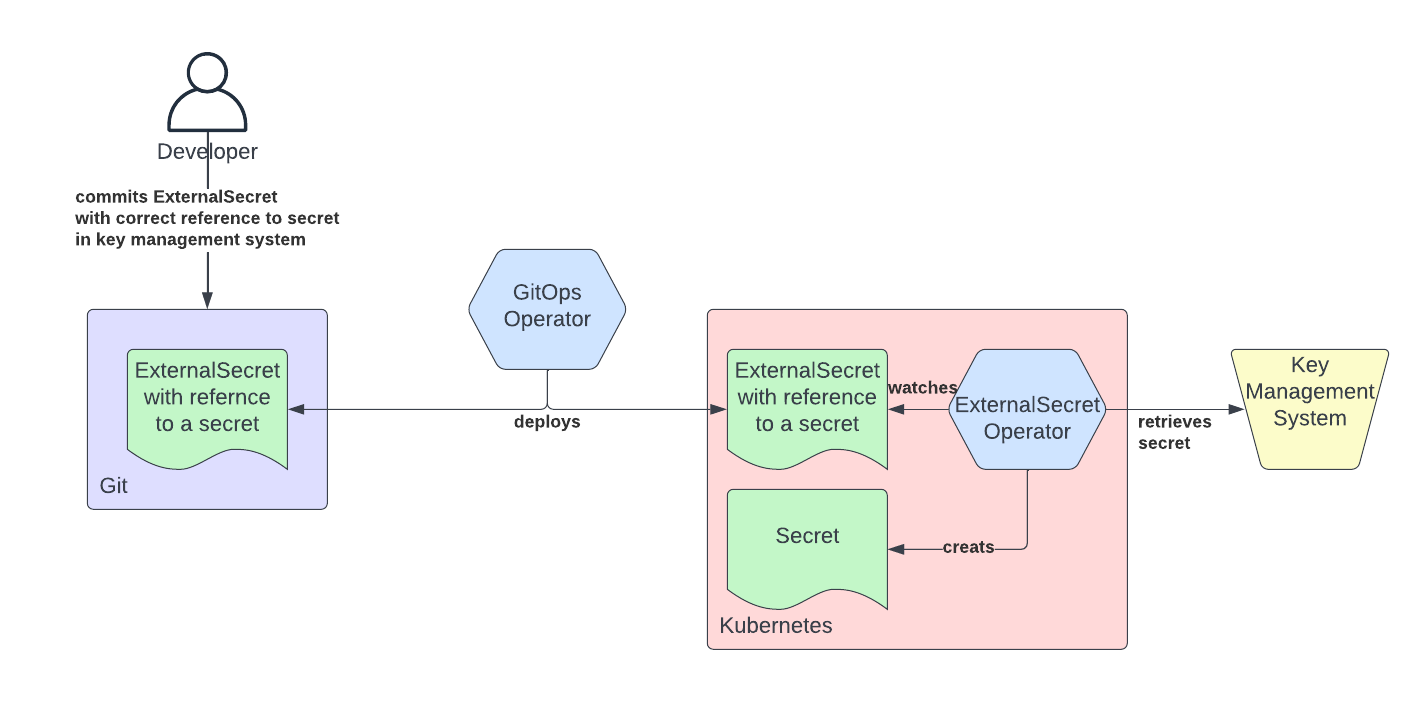 Developer
commits ExternalSecret
with correct reference to secret
in key management system
GitOps
Operator
ExternalSecret
with refernce
to a secret
Git
deploys
ExternalSecret
with reference
to a secret
watches
ExternalSecret
Operator
retrieves
secret
Key
Management
System
Secret
creats
Kubernetes